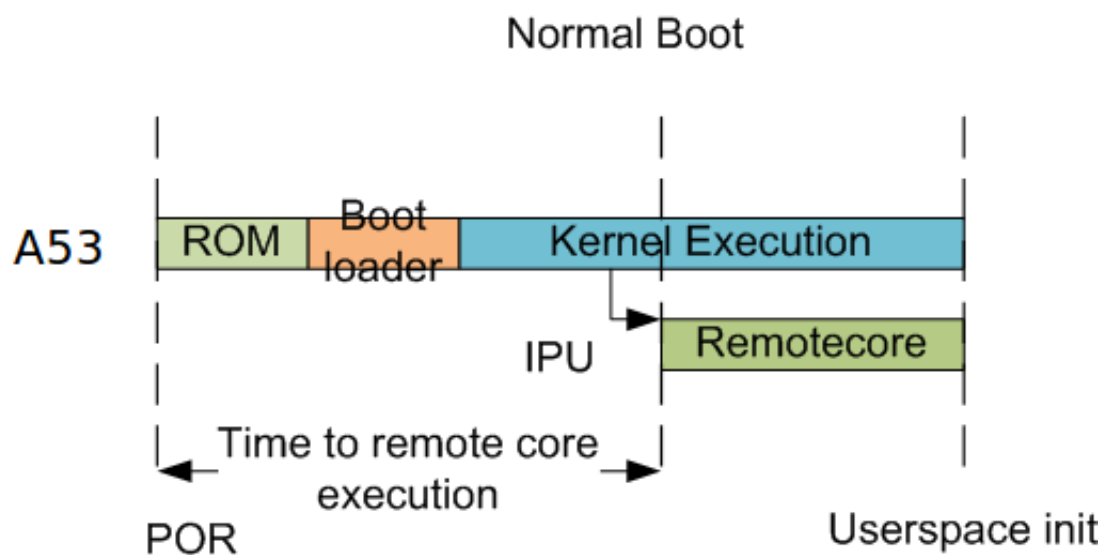 Normal Boot
A53
ROM
Boot
loader
Kernel Execution
IPU
Remotecore
Time to remote core
execution
POR
Userspace init